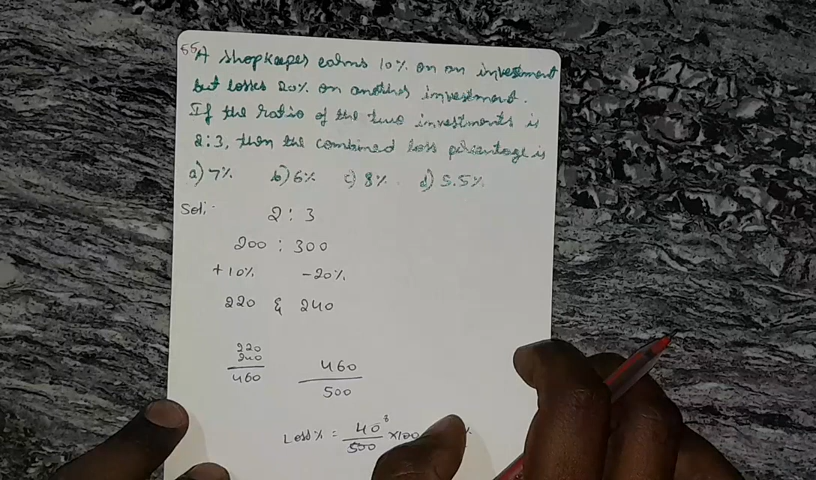 55 A Shopkeeper earns 10% on an investment
but losses 20% on another investment.
If the ratio of the two investments is
2:3, then the combined loss percentage is
a) 7% b) 6% c) 8% d) 5.5%
Sol:-
2 : 3
200 : 300
+10% -20%
220 & 240
220
240
460
460
500
Loss% = 40 8
500 ×100
%